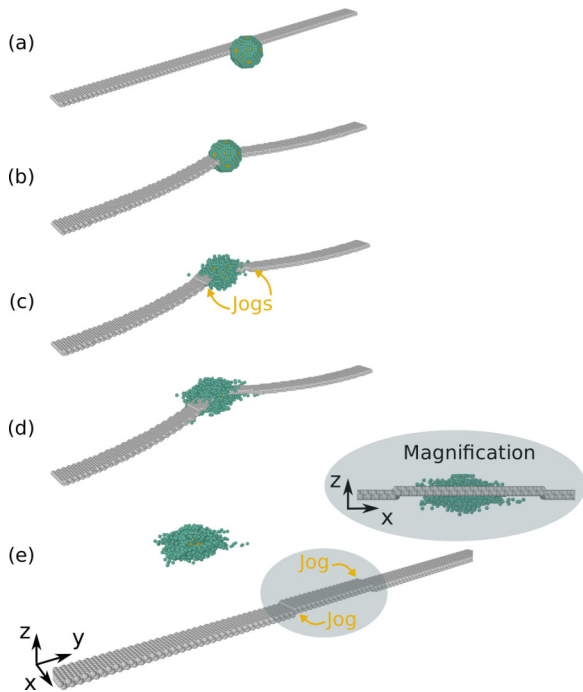 (a)
(b)
(c)
Jogs
(d)
Magnification
z
x
(e)
Jog
Jog
z
y
x